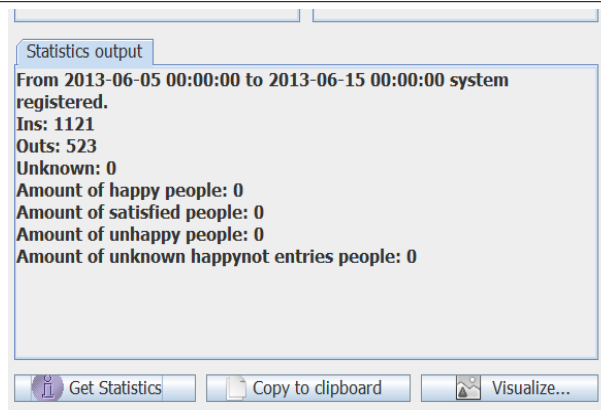 Statistics output
From 2013-06-05 00:00:00 to 2013-06-15 00:00:00 system
registered.
Ins: 1121
Outs: 523
Unknown: 0
Amount of happy people: 0
Amount of satisfied people: 0
Amount of unhappy people: 0
Amount of unknown happynot entries people: 0
Get Statistics
Copy to clipboard
Visualize...